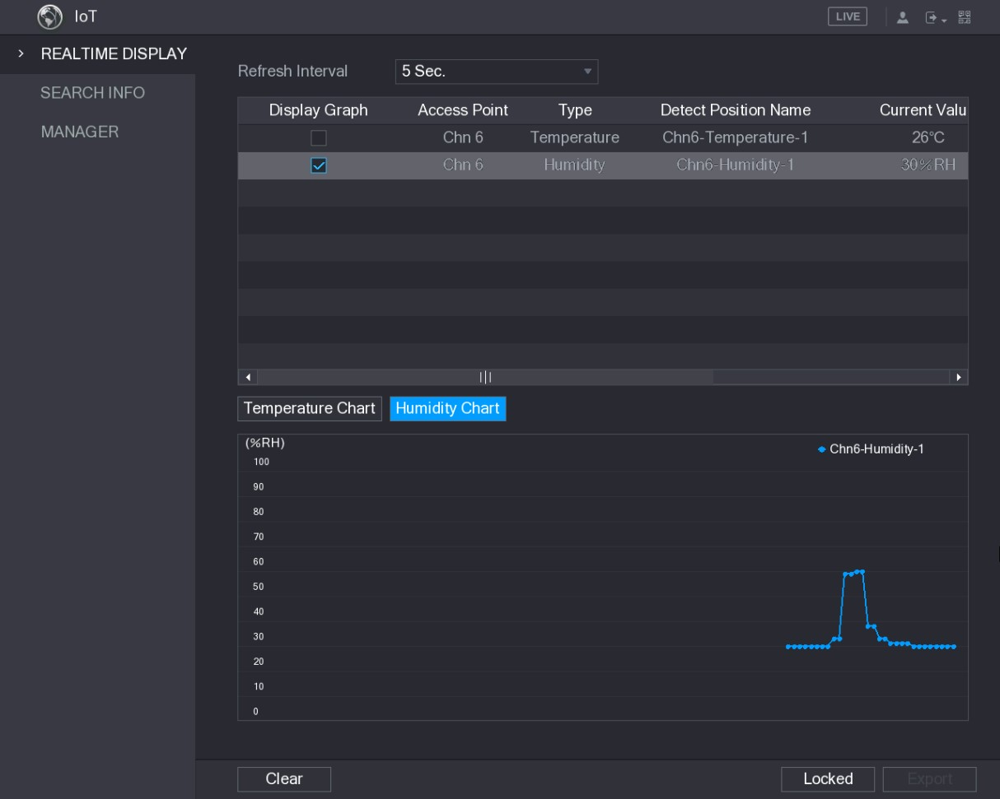 IoT
LIVE
REALTIME DISPLAY
SEARCH INFO
MANAGER
Refresh Interval 5 Sec.
Display Graph Access Point Type Detect Position Name Current Valu
Chn 6 Temperature Chn6-Temperature-1 26°C
Chn 6 Humidity Chn6-Humidity-1 30%RH
Temperature Chart Humidity Chart
(%RH)
Chn6-Humidity-1
100
90
80
70
60
50
40
30
20
10
0
Clear Locked Export